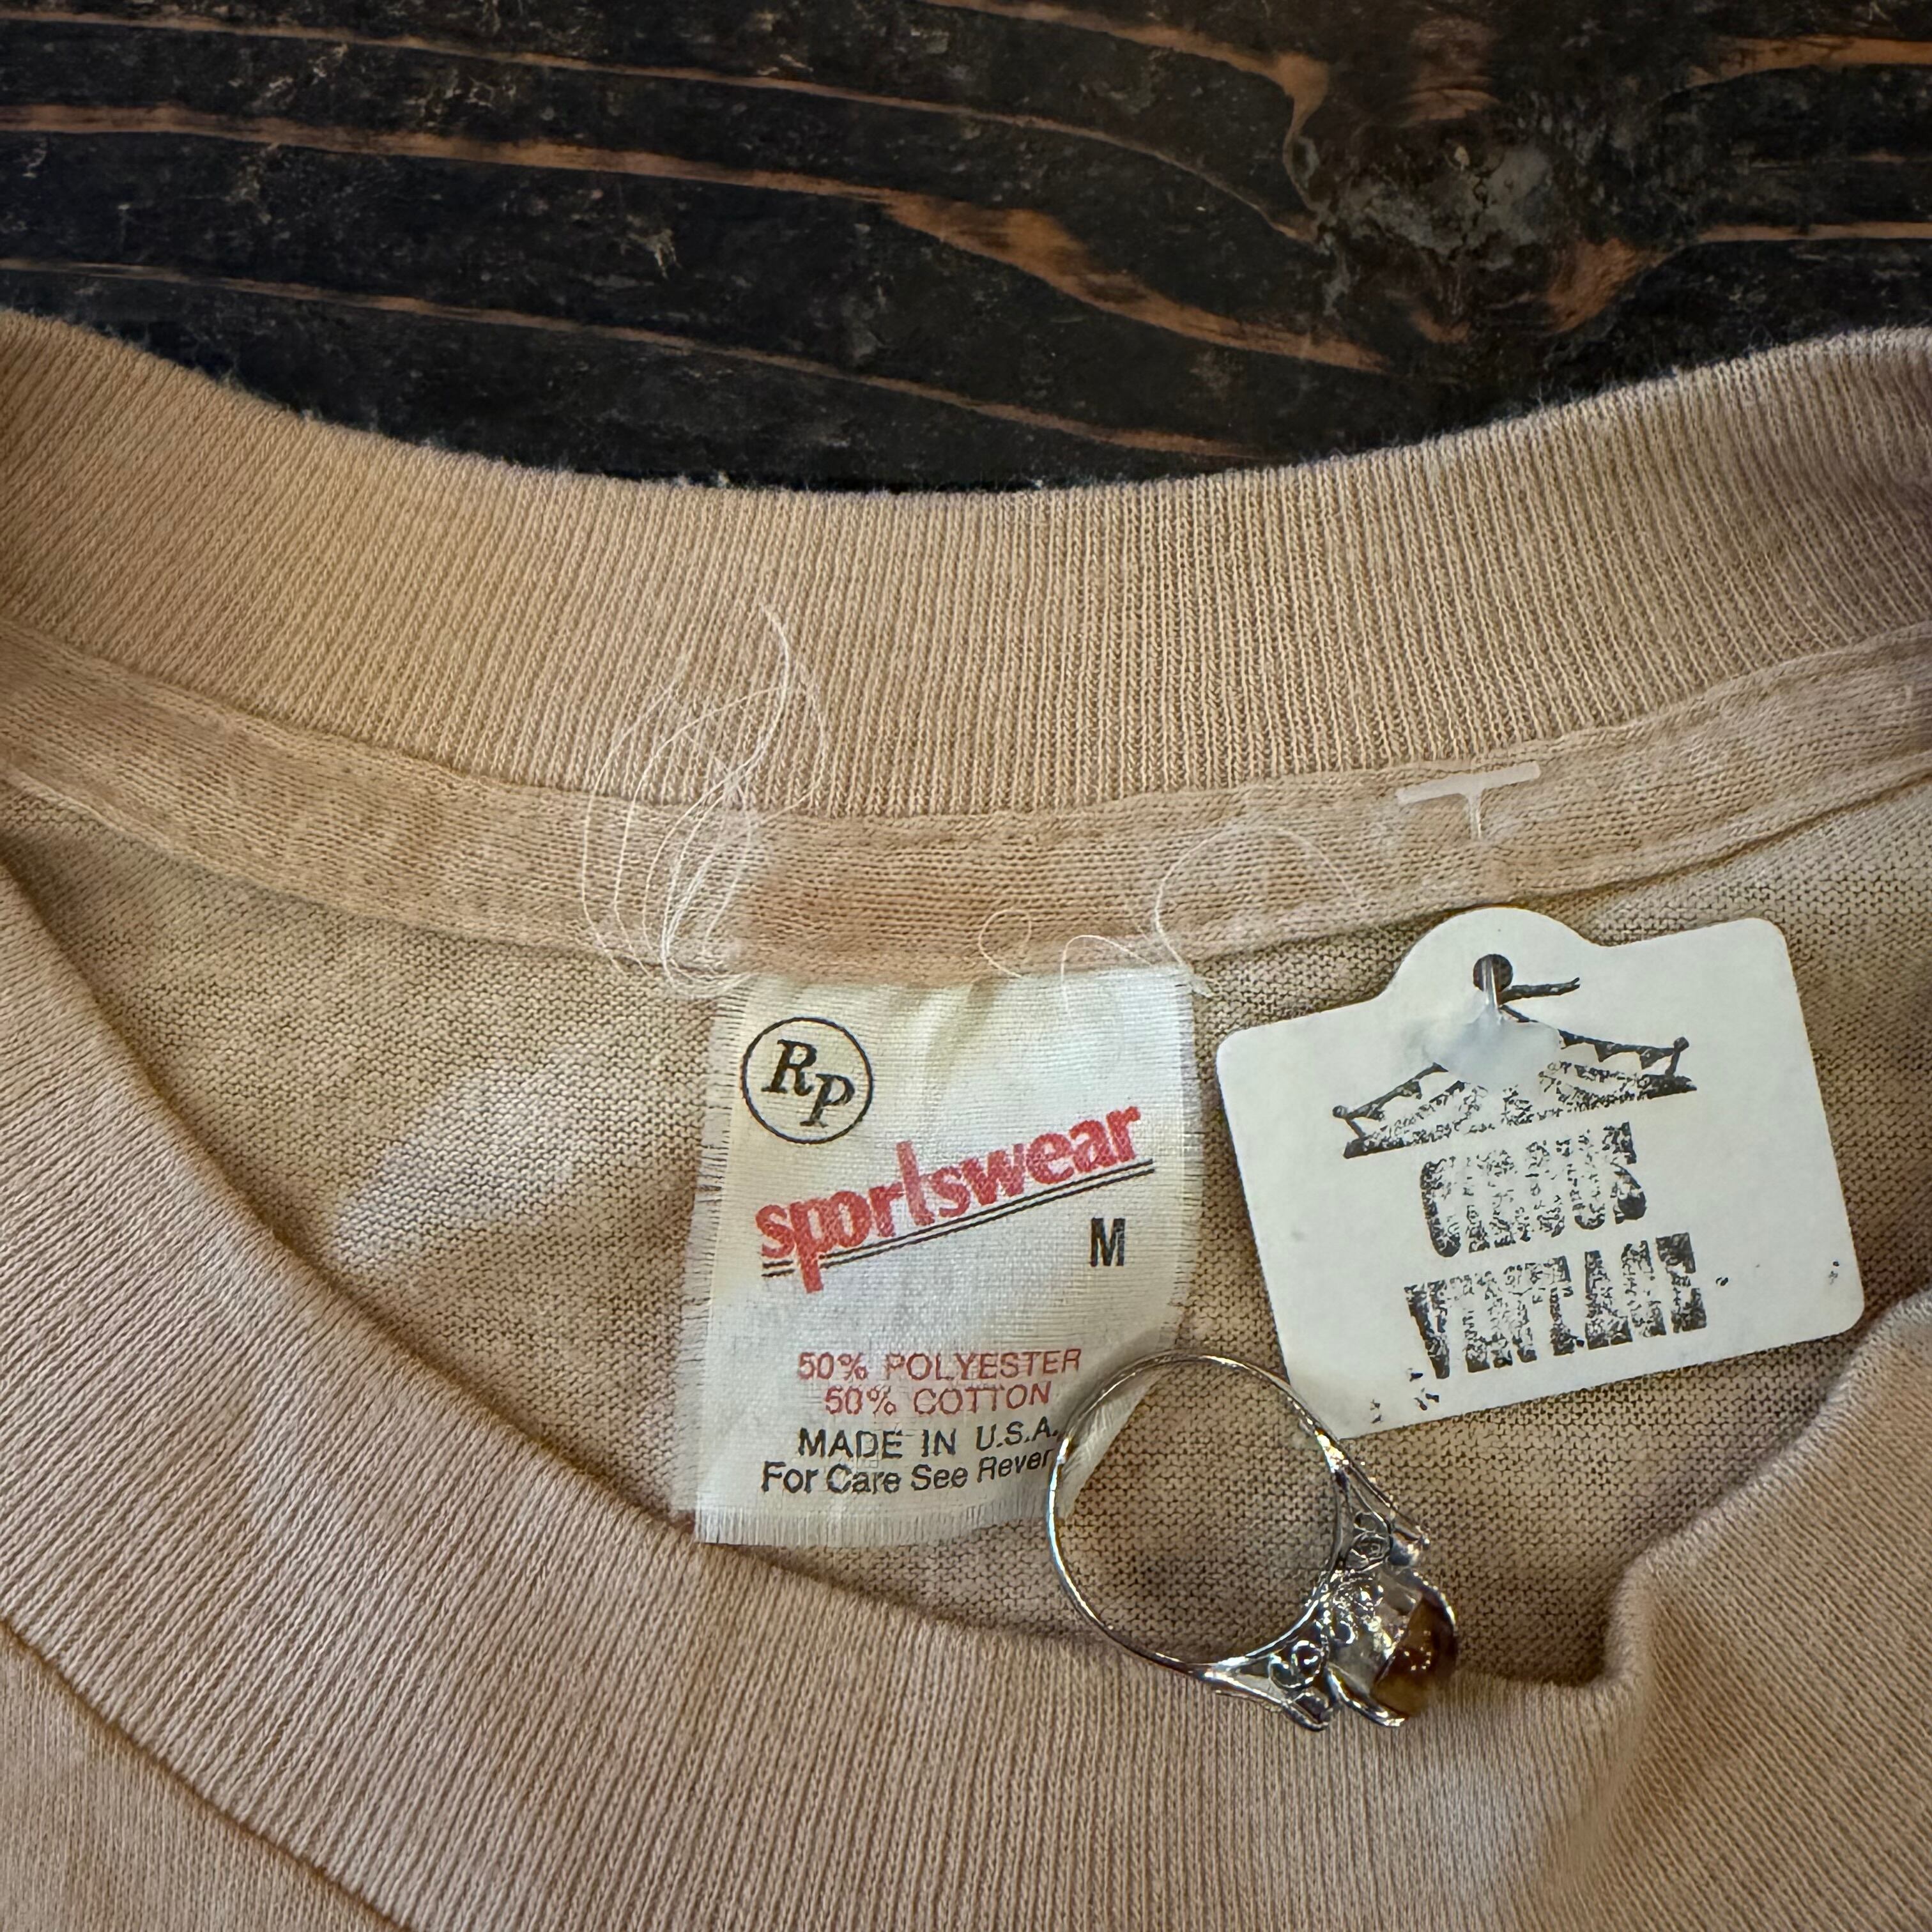 RP
sportswear
M
50% POLYESTER
50% COTTON
MADE IN U.S.A.
For Care See Rever
CIRCUS
VINTAGE